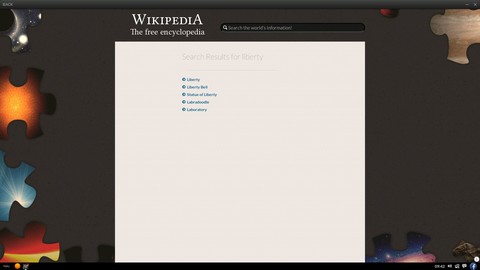 BACK
WIKIPEDIA
The free encyclopedia
Search the world's information!
Search Results for liberty
Liberty
Liberty Bell
Statue of Liberty
Labradoodle
Laboratory
09:43